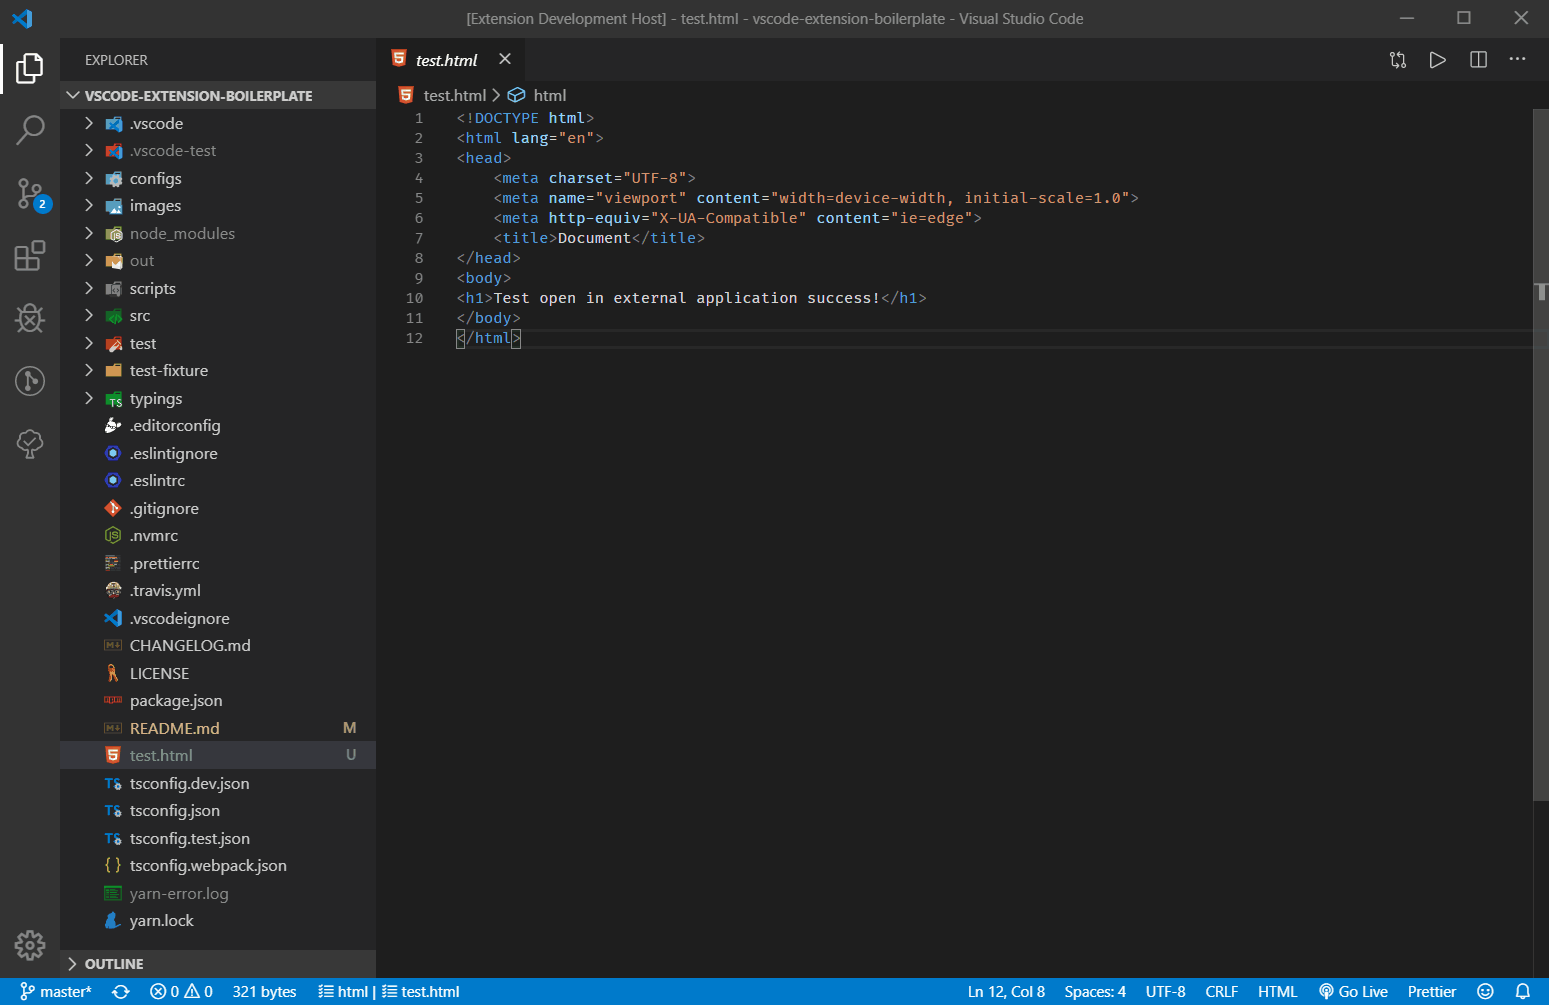 [Extension Development Host] - test.html - vscode-extension-boilerplate - Visual Studio Code
EXPLORER
VSCODE-EXTENSION-BOILERPLATE
.vscode
.vscode-test
configs
images
node_modules
out
scripts
src
test
test-fixture
typings
.editorconfig
.eslintignore
.eslintrc
.gitignore
.nvmrc
.prettierrc
.travis.yml
.vscodeignore
CHANGELOG.md
LICENSE
package.json
README.md M
test.html U
tsconfig.dev.json
tsconfig.json
tsconfig.test.json
tsconfig.webpack.json
yarn-error.log
yarn.lock
OUTLINE
2
test.html
test.html > html
1 <!DOCTYPE html>
2 <html lang="en">
3 <head>
4     <meta charset="UTF-8">
5     <meta name="viewport" content="width=device-width, initial-scale=1.0">
6     <meta http-equiv="X-UA-Compatible" content="ie=edge">
7     <title>Document</title>
8 </head>
9 <body>
10 <h1>Test open in external application success!</h1>
11 </body>
12 </html>
master* 0 0 321 bytes html | test.html Ln 12, Col 8 Spaces: 4 UTF-8 CRLF HTML Go Live Prettier